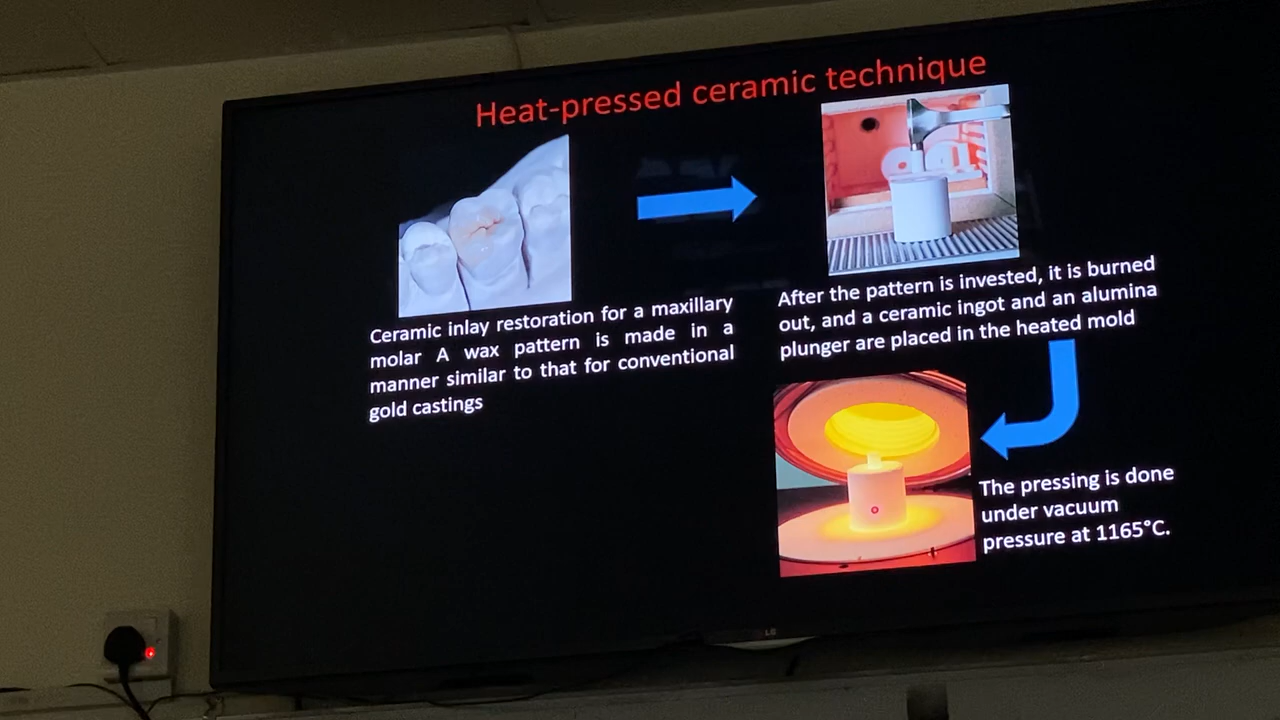 Heat-pressed ceramic technique
Ceramic inlay restoration for a maxillary
molar A wax pattern is made in a
manner similar to that for conventional
gold castings
After the pattern is invested, it is burned
out, and a ceramic ingot and an alumina
plunger are placed in the heated mold
The pressing is done
under vacuum
pressure at 1165°C.
LG